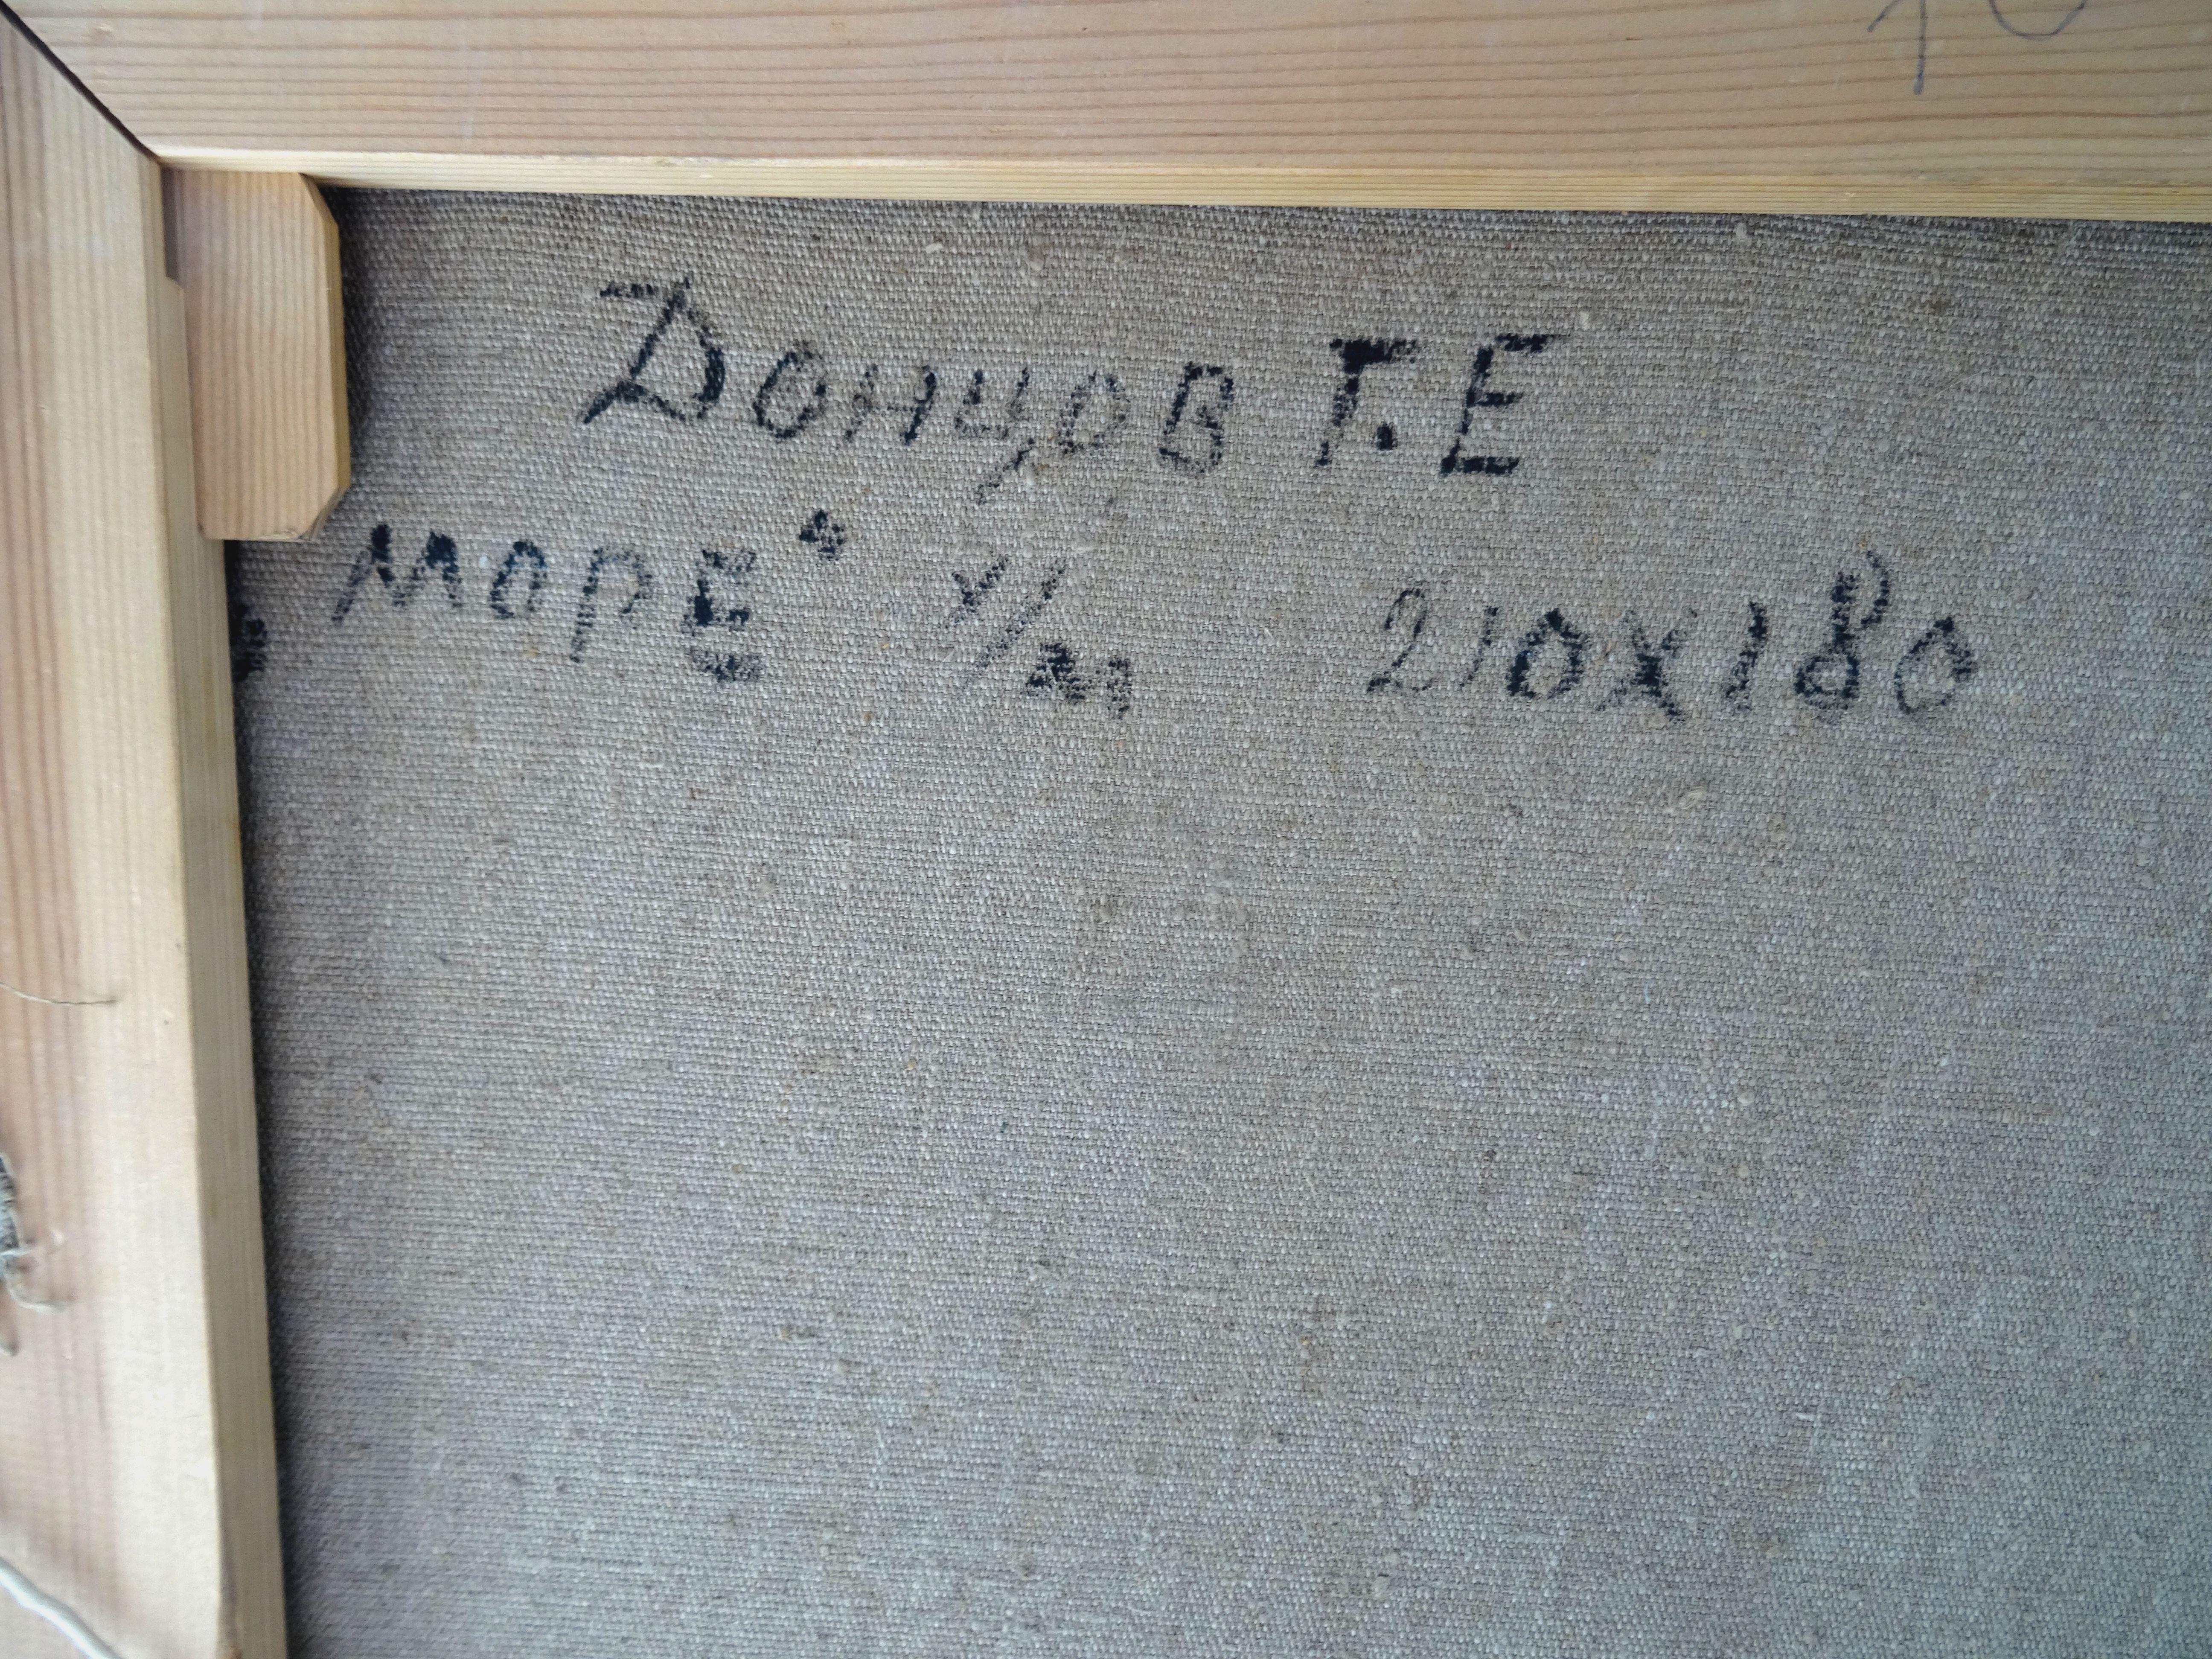 Донцов Г.Е
„МОРЕ“ х/м 210х180